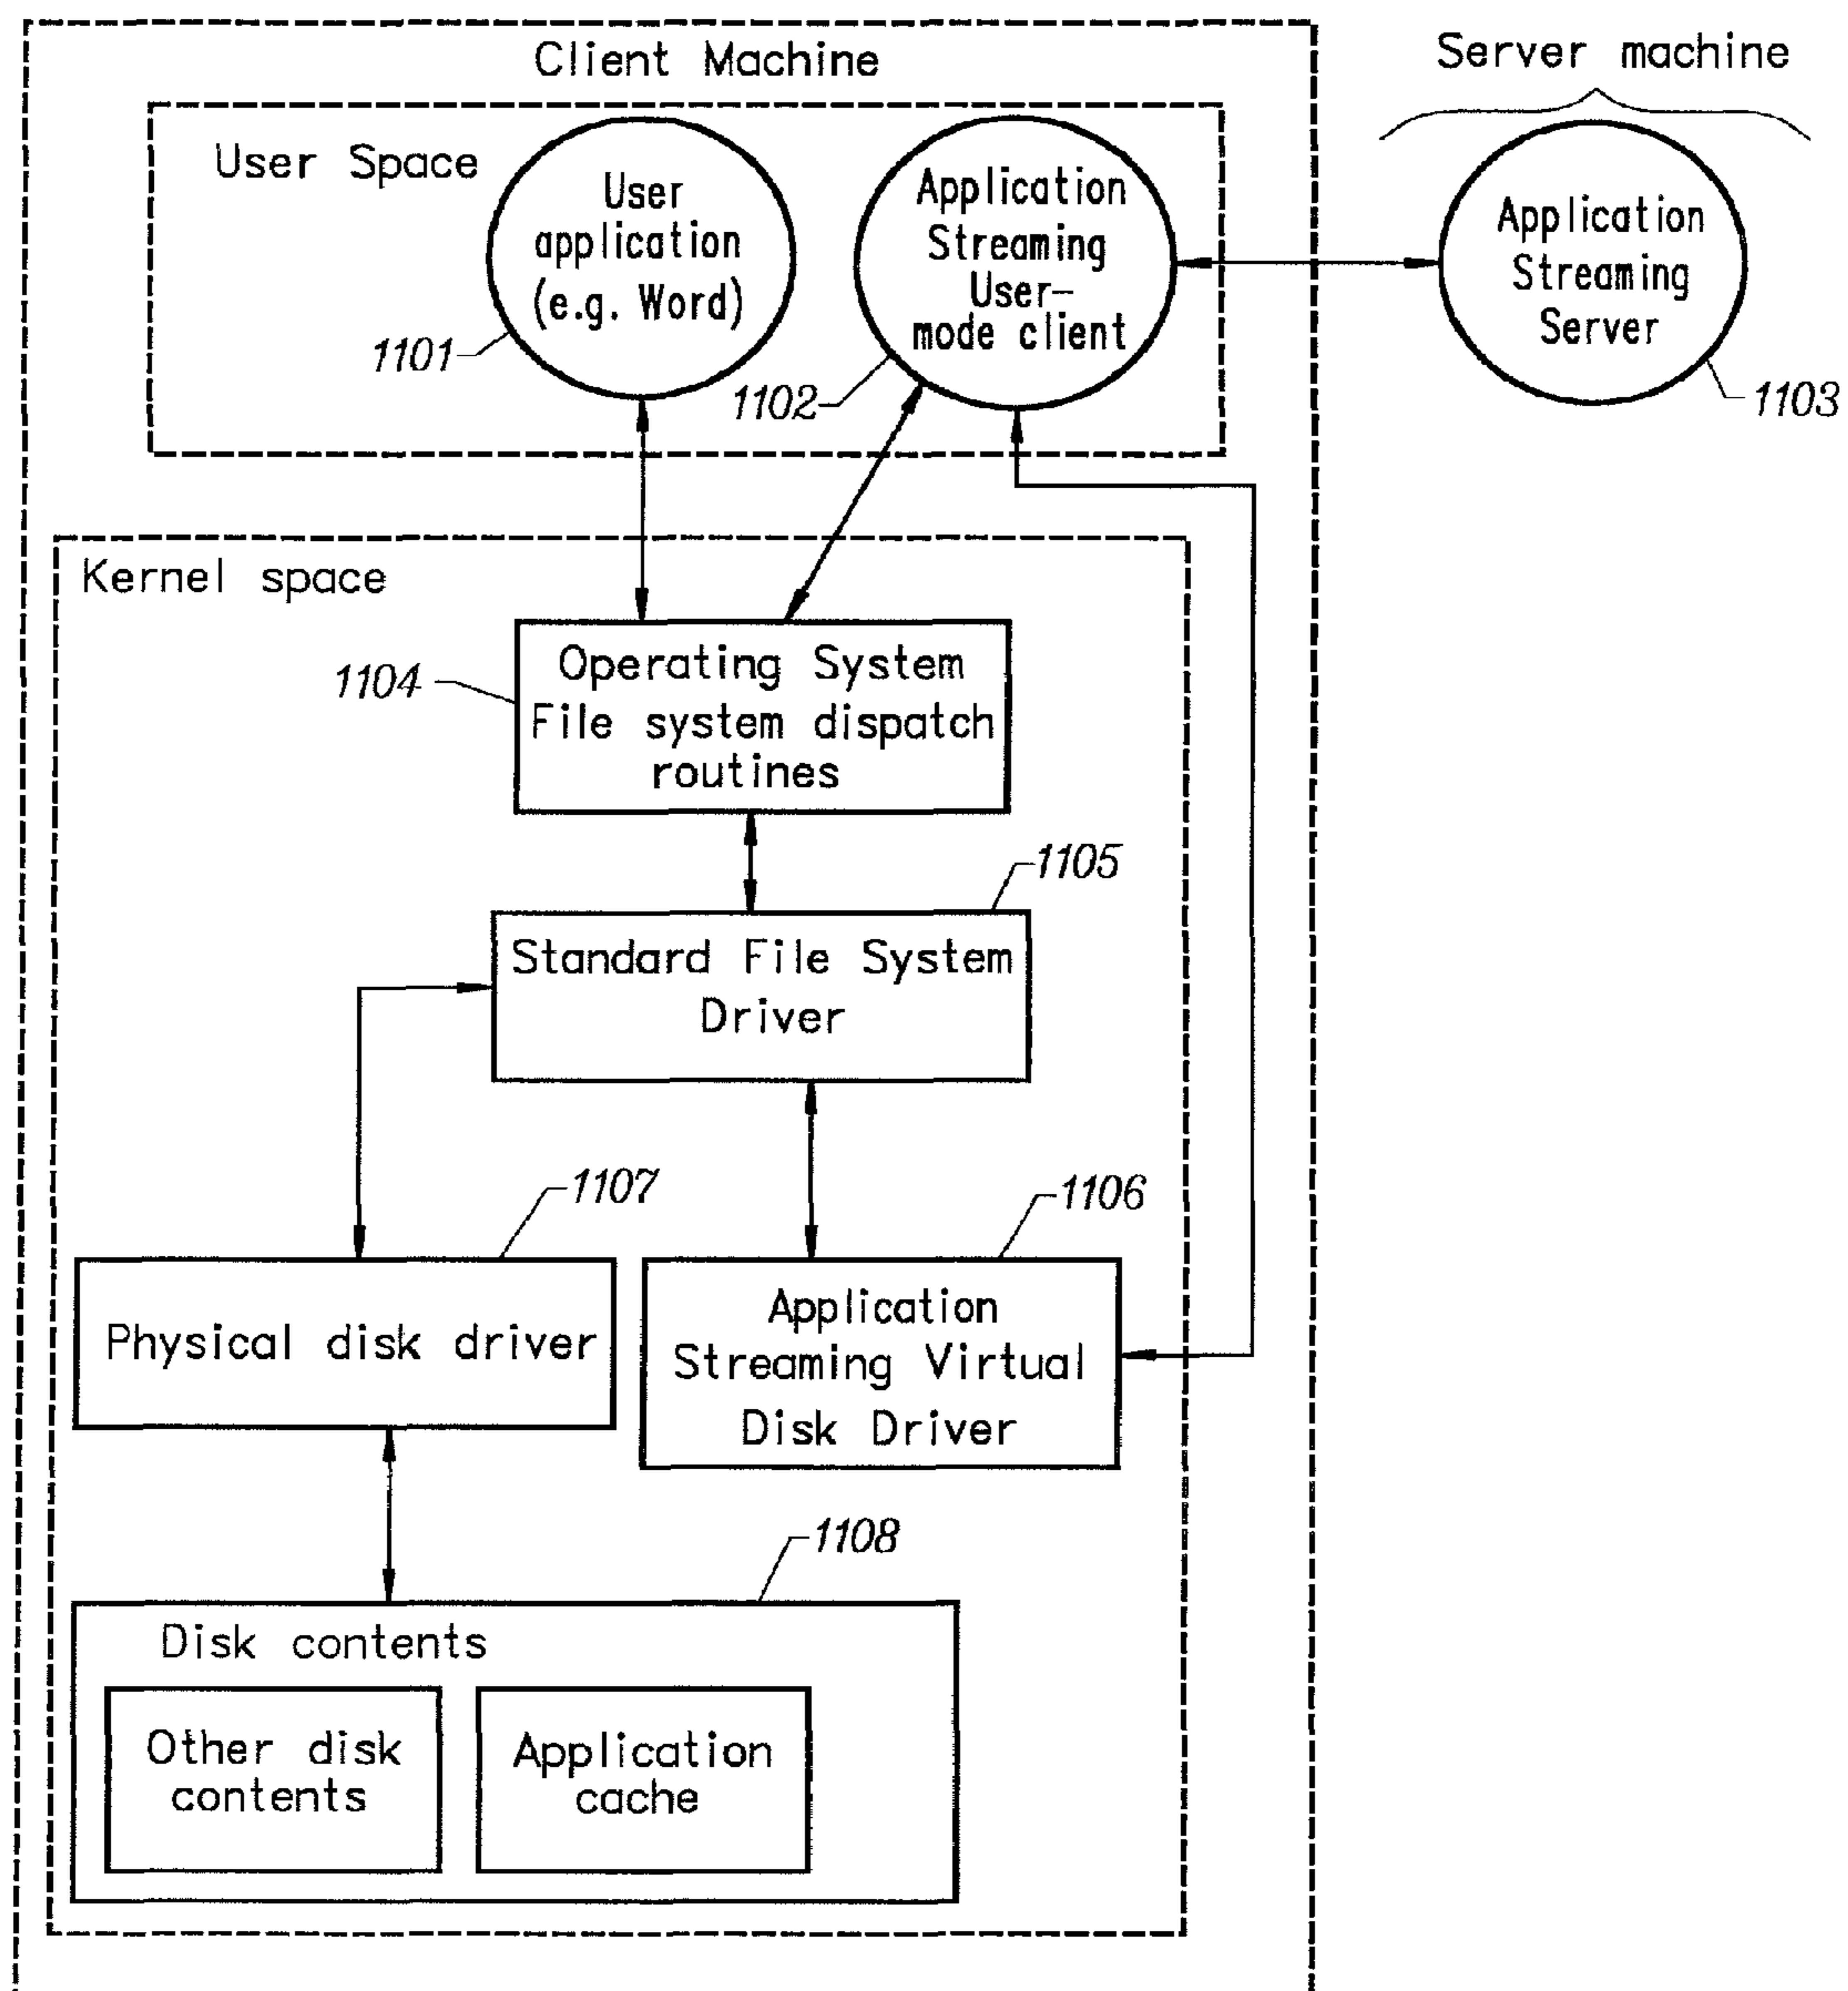 Client Machine
Server machine
User Space
User
application
(e.g. Word)
1101
Application
Streaming
User-
mode client
1102
Application
Streaming
Server
1103
Kernel space
Operating System
File system dispatch
routines
1104
1105
Standard File System
Driver
1107
1106
Physical disk driver
Application
Streaming Virtual
Disk Driver
1108
Disk contents
Other disk
contents
Application
cache